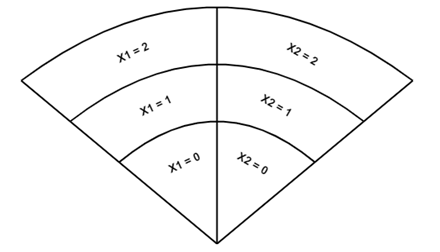 X1 = 2
X2 = 2
X1 = 1
X2 = 1
X1 = 0
X2 = 0